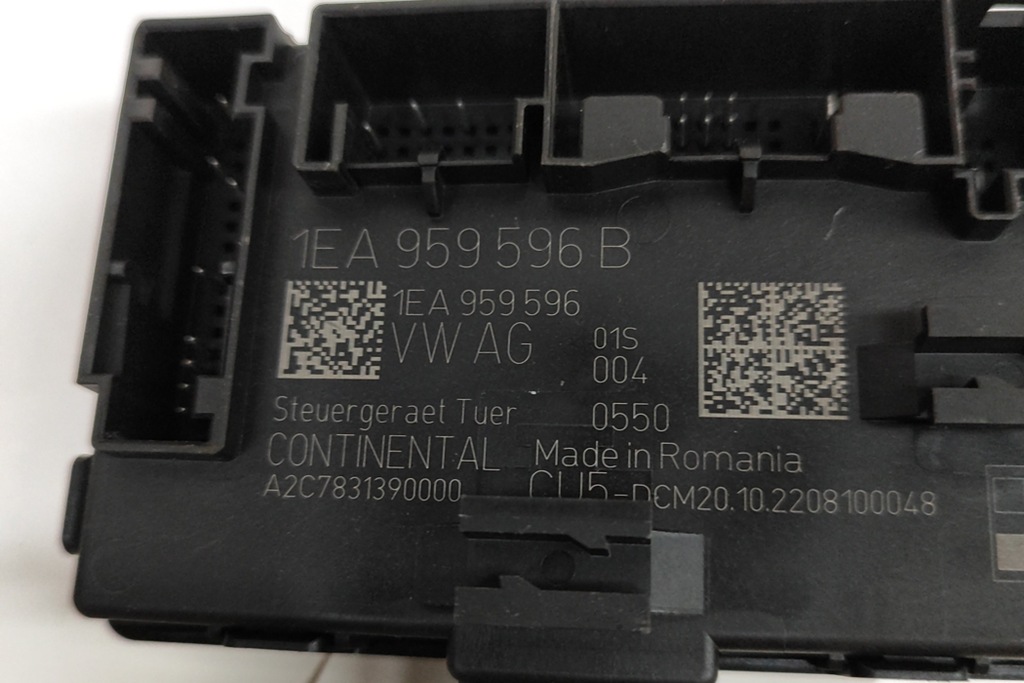 1EA 959 596 B
1EA 959 596
VW AG
01S
004
Steuergeraet Tuer 0550
CONTINENTAL Made in Romania
A2C7831390000 CU5-DCM20.10.2208100048